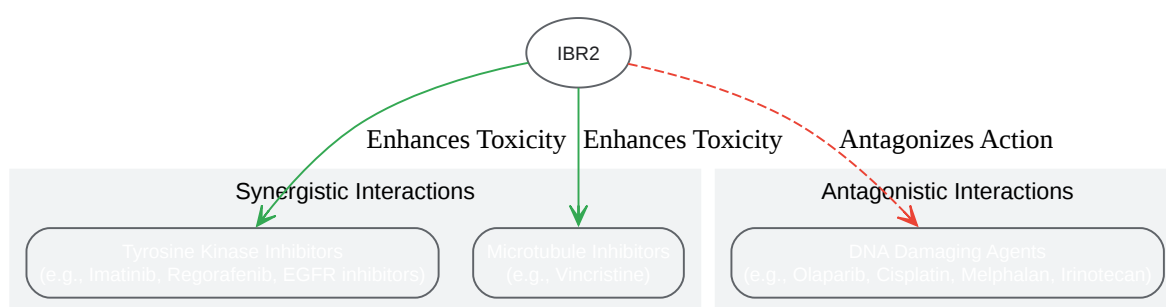 IBR2
Enhances Toxicity
Enhances Toxicity
Antagonizes Action
Synergistic Interactions
Antagonistic Interactions
Tyrosine Kinase Inhibitors
(e.g., Imatinib, Regorafenib, EGFR inhibitors)
Microtubule Inhibitors
(e.g., Vincristine)
DNA Damaging Agents
(e.g., Olaparib, Cisplatin, Melphalan, Irinotecan)